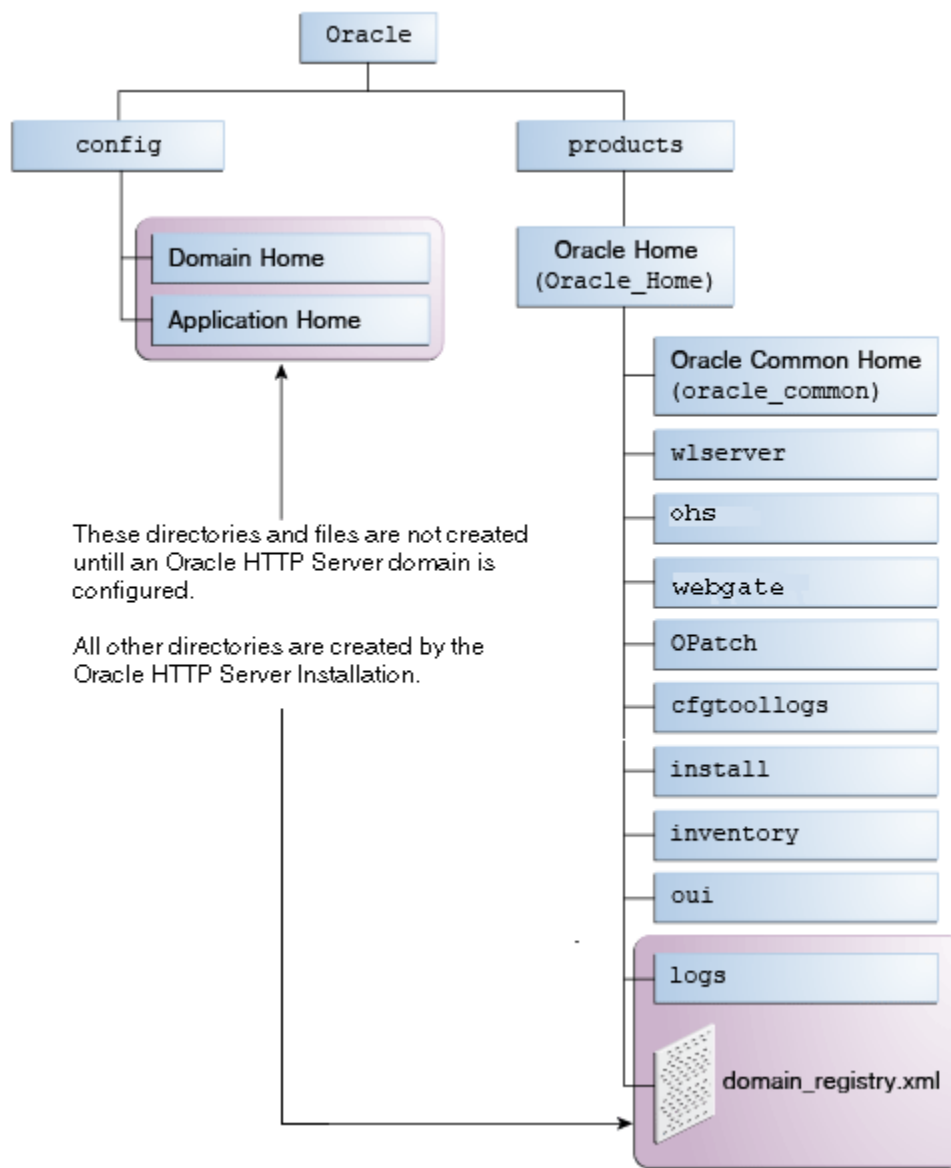 Oracle
config
products
Domain Home
Application Home
Oracle Home
(Oracle_Home)
Oracle Common Home
(oracle_common)
wlserver
ohs
webgate
OPatch
cfgtoollogs
install
inventory
oui
logs
domain_registry.xml
These directories and files are not created
untill an Oracle HTTP Server domain is
configured.
All other directories are created by the
Oracle HTTP Server Installation.